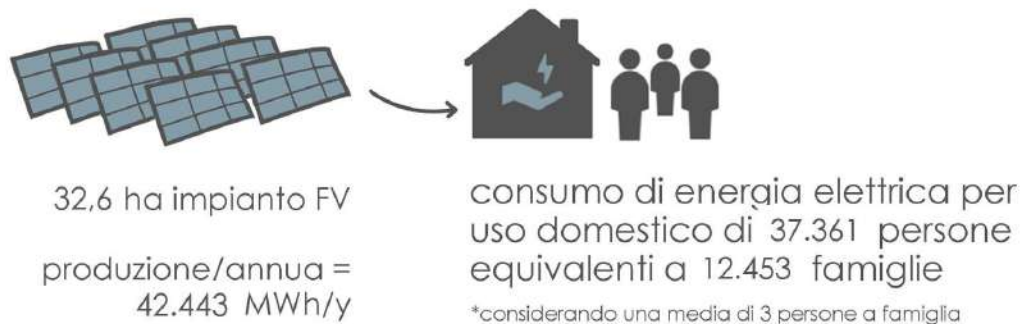 32,6 ha impianto FV
produzione/annua =
42.443 MWh/y
consumo di energia elettrica per
uso domestico di 37.361 persone
equivalenti a 12.453 famiglie
*considerando una media di 3 persone a famiglia